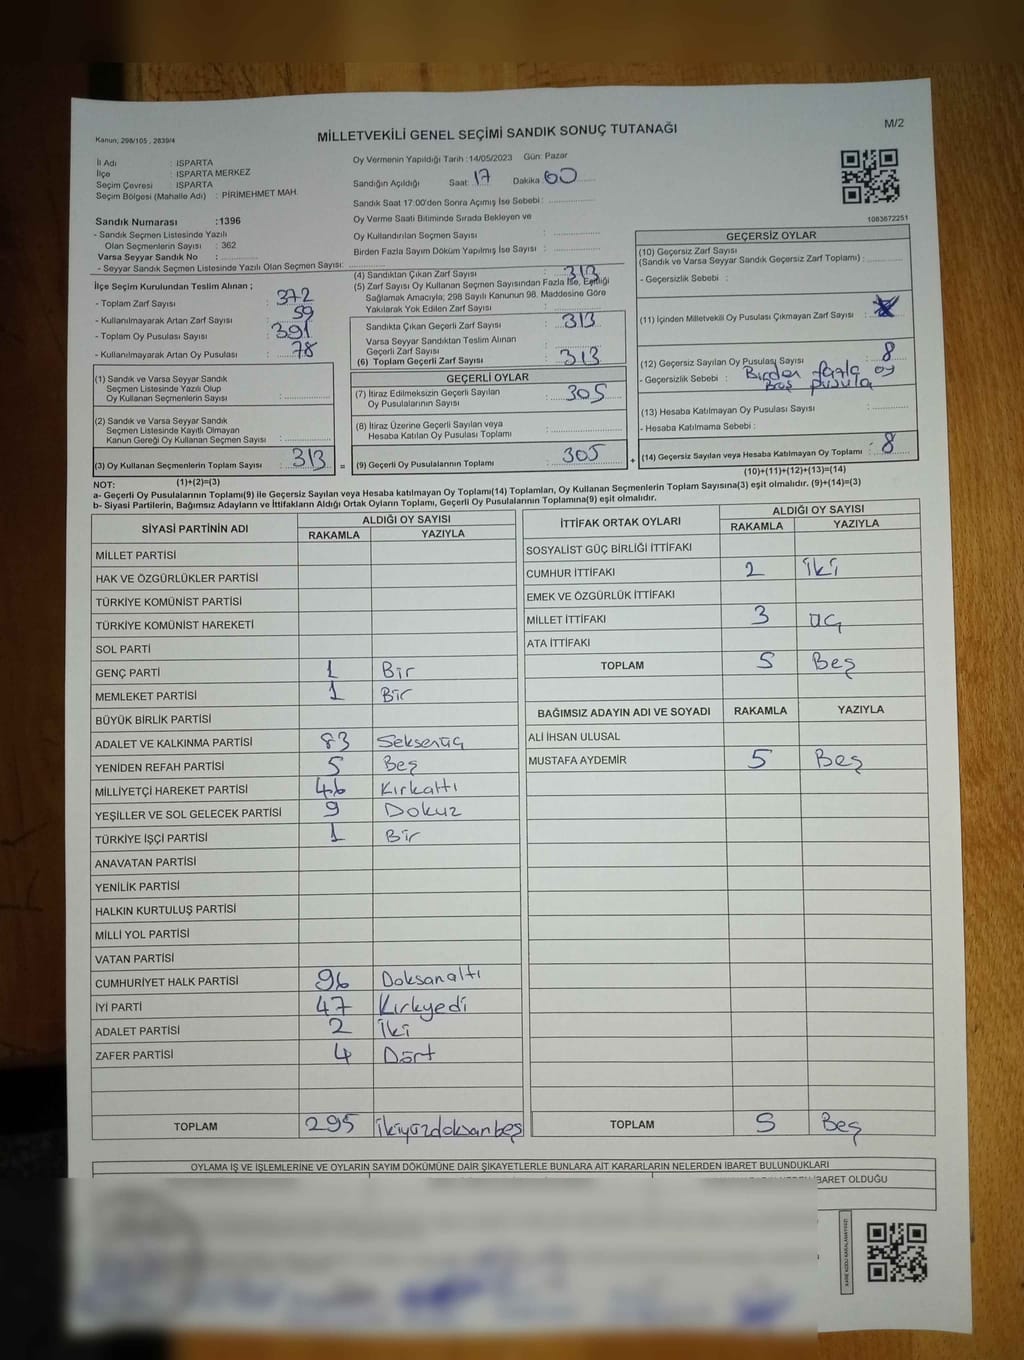 Kanun; 298/105 , 2839/4
MİLLETVEKİLİ GENEL SEÇİMİ SANDIK SONUÇ TUTANAĞI
M/2
İl Adı : ISPARTA
İlçe : ISPARTA MERKEZ
Seçim Çevresi : ISPARTA
Seçim Bölgesi (Mahalle Adı) : PİRİMEHMET MAH.
Sandık Numarası :1396
- Sandık Seçmen Listesinde Yazılı
Olan Seçmenlerin Sayısı : 362
Varsa Seyyar Sandık No :
- Seyyar Sandık Seçmen Listesinde Yazılı Olan Seçmen Sayısı:
İlçe Seçim Kurulundan Teslim Alınan ;
- Toplam Zarf Sayısı : 372
- Kullanılmayarak Artan Zarf Sayısı : 59
- Toplam Oy Pusulası Sayısı : 391
- Kullanılmayarak Artan Oy Pusulası : 78
(1) Sandık ve Varsa Seyyar Sandık
Seçmen Listesinde Yazılı Olup
Oy Kullanan Seçmenlerin Sayısı :
(2) Sandık ve Varsa Seyyar Sandık
Seçmen Listesinde Kayıtlı Olmayan
Kanun Gereği Oy Kullanan Seçmen Sayısı :
(3) Oy Kullanan Seçmenlerin Toplam Sayısı : 313
(1)+(2)=(3)
Oy Vermenin Yapıldığı Tarih :14/05/2023 Gün: Pazar
Sandığın Açıldığı Saat: 17 Dakika 60
Sandık Saat 17:00'den Sonra Açımış İse Sebebi :
Oy Verme Saati Bitiminde Sırada Bekleyen ve
Oy Kullandırılan Seçmen Sayısı :
Birden Fazla Sayım Döküm Yapılmış İse Sayısı :
(4) Sandıktan Çıkan Zarf Sayısı : 313
(5) Zarf Sayısı Oy Kullanan Seçmen Sayısından Fazla İse, Eşitliği
Sağlamak Amacıyla; 298 Sayılı Kanunun 98. Maddesine Göre
Yakılarak Yok Edilen Zarf Sayısı :
Sandıkta Çıkan Geçerli Zarf Sayısı : 313
Varsa Seyyar Sandıktan Teslim Alınan
Geçerli Zarf Sayısı :
(6) Toplam Geçerli Zarf Sayısı : 313
GEÇERLİ OYLAR
(7) İtiraz Edilmeksizin Geçerli Sayılan
Oy Pusulalarının Sayısı : 305
(8) İtiraz Üzerine Geçerli Sayılan veya
Hesaba Katılan Oy Pusulası Toplamı :
= (9) Geçerli Oy Pusulalarının Toplamı : 305
1083672251
GEÇERSİZ OYLAR
(10) Geçersiz Zarf Sayısı
(Sandık ve Varsa Seyyar Sandık Geçersiz Zarf Toplamı) :
- Geçersizlik Sebebi :
(11) İçinden Milletvekili Oy Pusulası Çıkmayan Zarf Sayısı :
(12) Geçersiz Sayılan Oy Pusulası Sayısı : 8
- Geçersizlik Sebebi : Birden fazla oy
Boş pusula
(13) Hesaba Katılmayan Oy Pusulası Sayısı :
- Hesaba Katılmama Sebebi :
+ (14) Geçersiz Sayılan veya Hesaba Katılmayan Oy Toplamı : 8
(10)+(11)+(12)+(13)=(14)
NOT:
a- Geçerli Oy Pusulalarının Toplamı(9) ile Geçersiz Sayılan veya Hesaba katılmayan Oy Toplamı(14) Toplamları, Oy Kullanan Seçmenlerin Toplam Sayısına(3) eşit olmalıdır. (9)+(14)=(3)
b- Siyasi Partilerin, Bağımsız Adayların ve İttifakların Aldığı Ortak Oyların Toplamı, Geçerli Oy Pusulalarının Toplamına(9) eşit olmalıdır.
SİYASİ PARTİNİN ADI ALDIĞI OY SAYISI
RAKAMLA YAZIYLA
MİLLET PARTİSİ
HAK VE ÖZGÜRLÜKLER PARTİSİ
TÜRKİYE KOMÜNİST PARTİSİ
TÜRKİYE KOMÜNİST HAREKETİ
SOL PARTİ
GENÇ PARTİ 1 Bir
MEMLEKET PARTİSİ 1 Bir
BÜYÜK BİRLİK PARTİSİ
ADALET VE KALKINMA PARTİSİ 83 Seksenüç
YENİDEN REFAH PARTİSİ 5 Beş
MİLLİYETÇİ HAREKET PARTİSİ 46 Kırkaltı
YEŞİLLER VE SOL GELECEK PARTİSİ 9 Dokuz
TÜRKİYE İŞÇİ PARTİSİ 1 Bir
ANAVATAN PARTİSİ
YENİLİK PARTİSİ
HALKIN KURTULUŞ PARTİSİ
MİLLİ YOL PARTİSİ
VATAN PARTİSİ
CUMHURİYET HALK PARTİSİ 96 Doksanaltı
İYİ PARTİ 47 Kırkyedi
ADALET PARTİSİ 2 İki
ZAFER PARTİSİ 4 Dört
TOPLAM 295 ikiyüzdoksanbeş
İTTİFAK ORTAK OYLARI ALDIĞI OY SAYISI
RAKAMLA YAZIYLA
SOSYALİST GÜÇ BİRLİĞİ İTTİFAKI
CUMHUR İTTİFAKI 2 İki
EMEK VE ÖZGÜRLÜK İTTİFAKI
MİLLET İTTİFAKI 3 üç
ATA İTTİFAKI
TOPLAM 5 Beş
BAĞIMSIZ ADAYIN ADI VE SOYADI RAKAMLA YAZIYLA
ALİ İHSAN ULUSAL
MUSTAFA AYDEMİR 5 Beş
TOPLAM 5 Beş
OYLAMA İŞ VE İŞLEMLERİNE VE OYLARIN SAYIM DÖKÜMÜNE DAİR ŞİKAYETLERLE BUNLARA AİT KARARLARIN NELERDEN İBARET BULUNDUKLARI
İBARET OLDUĞU